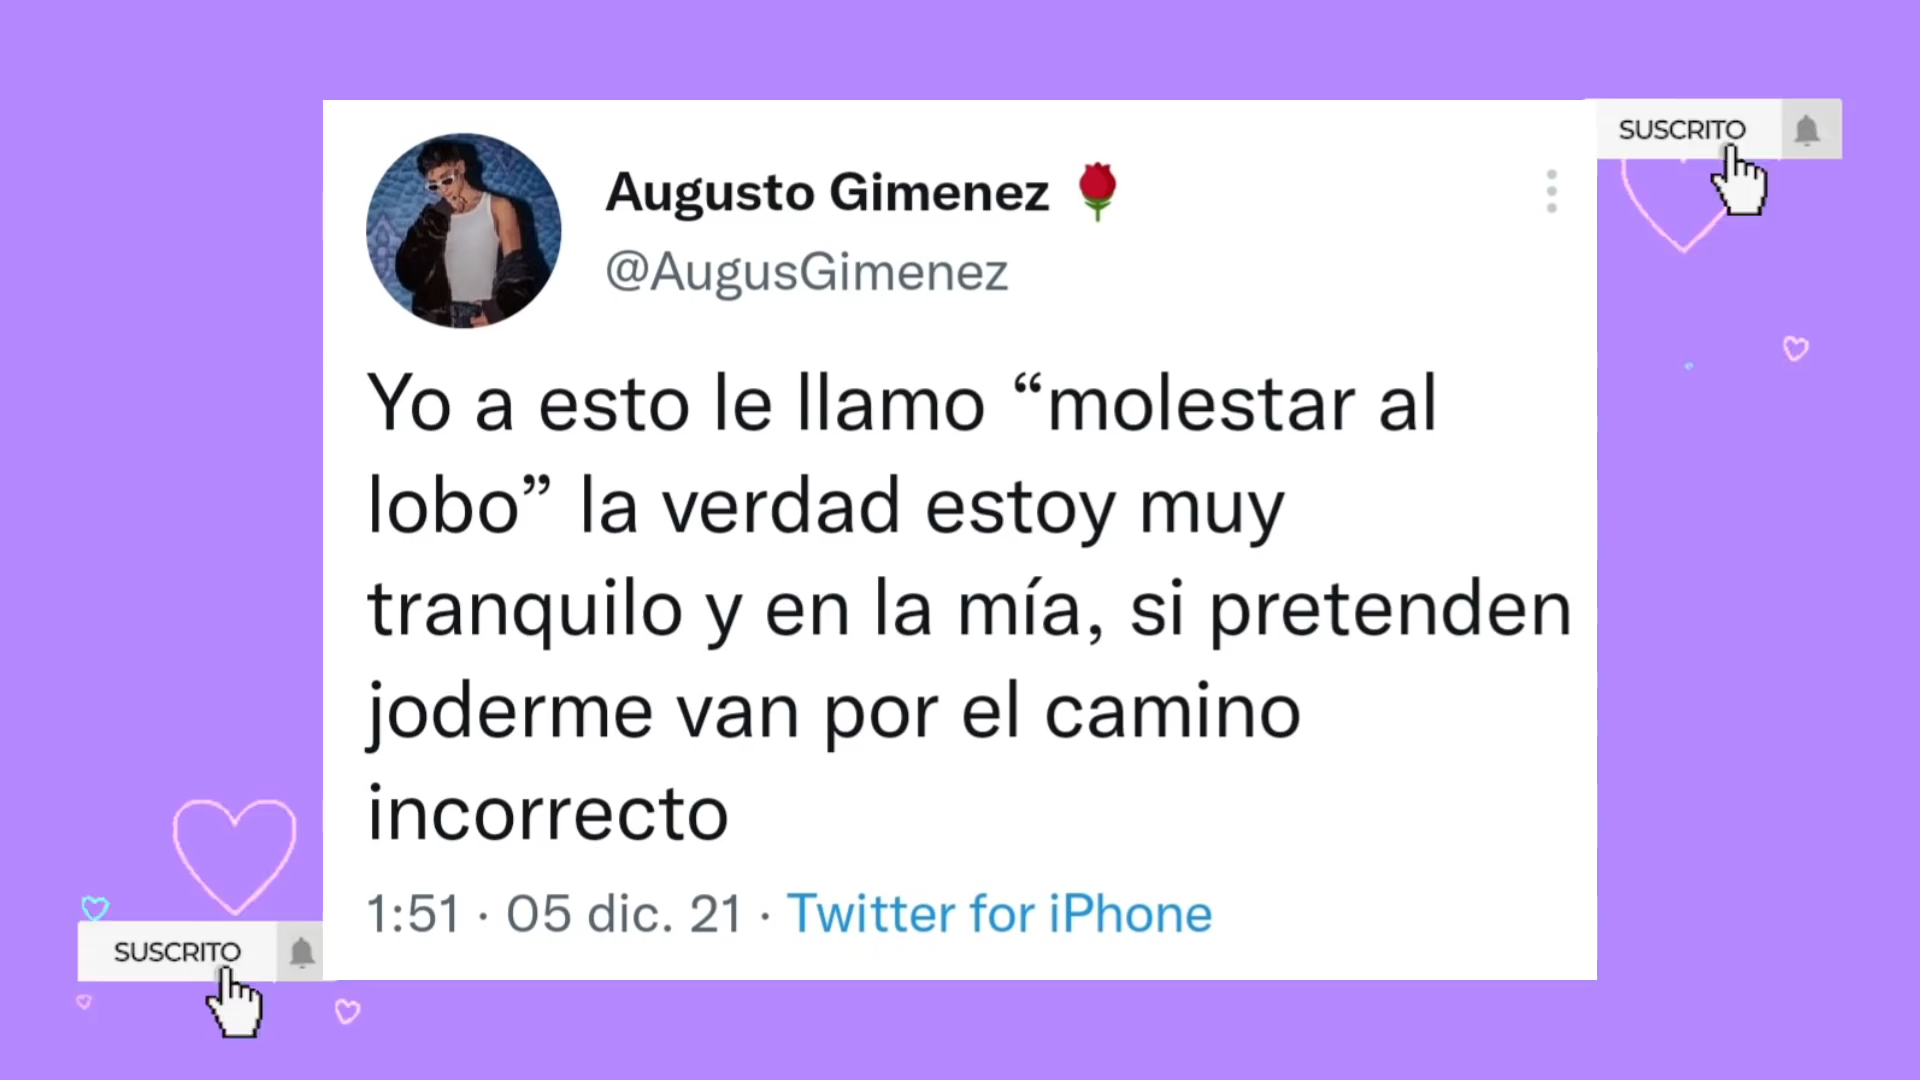 SUSCRITO
Augusto Gimenez 🌹
@AugusGimenez
Yo a esto le llamo “molestar al
lobo” la verdad estoy muy
tranquilo y en la mía, si pretenden
joderme van por el camino
incorrecto
1:51 · 05 dic. 21 · Twitter for iPhone
SUSCRITO